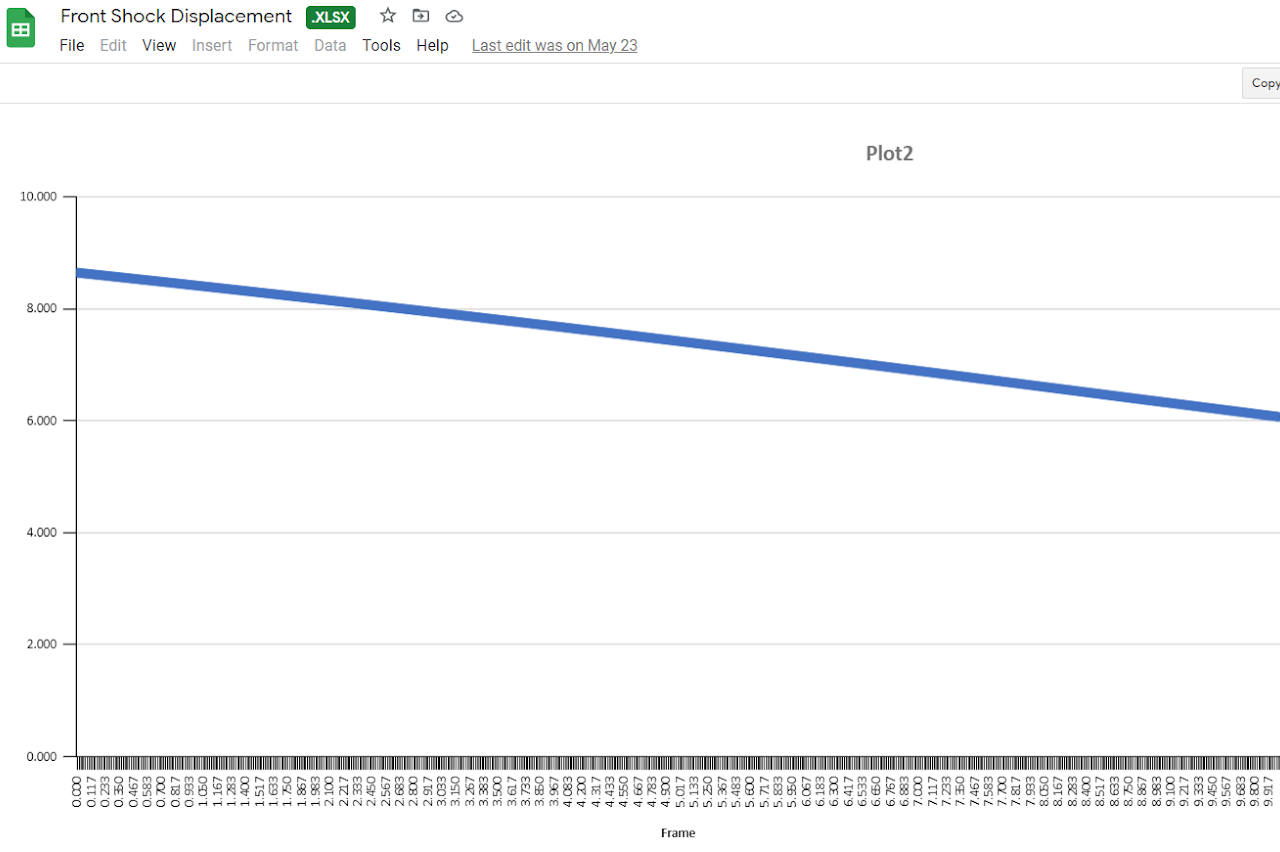 Front Shock Displacement .XLSX
File Edit View Insert Format Data Tools Help Last edit was on May 23
Copy
Plot2
10.000
8.000
6.000
4.000
2.000
0.000
0.000 0.117 0.233 0.350 0.467 0.583 0.700 0.817 0.933 1.050 1.167 1.283 1.400 1.517 1.633 1.750 1.867 1.983 2.100 2.217 2.333 2.450 2.567 2.683 2.800 2.917 3.033 3.150 3.267 3.383 3.500 3.617 3.733 3.850 3.967 4.083 4.200 4.317 4.433 4.550 4.667 4.783 4.900 5.017 5.133 5.250 5.367 5.483 5.600 5.717 5.833 5.950 6.067 6.183 6.300 6.417 6.533 6.650 6.767 6.883 7.000 7.117 7.233 7.350 7.467 7.583 7.700 7.817 7.933 8.050 8.167 8.283 8.400 8.517 8.633 8.750 8.867 8.983 9.100 9.217 9.333 9.450 9.567 9.683 9.800 9.917
Frame